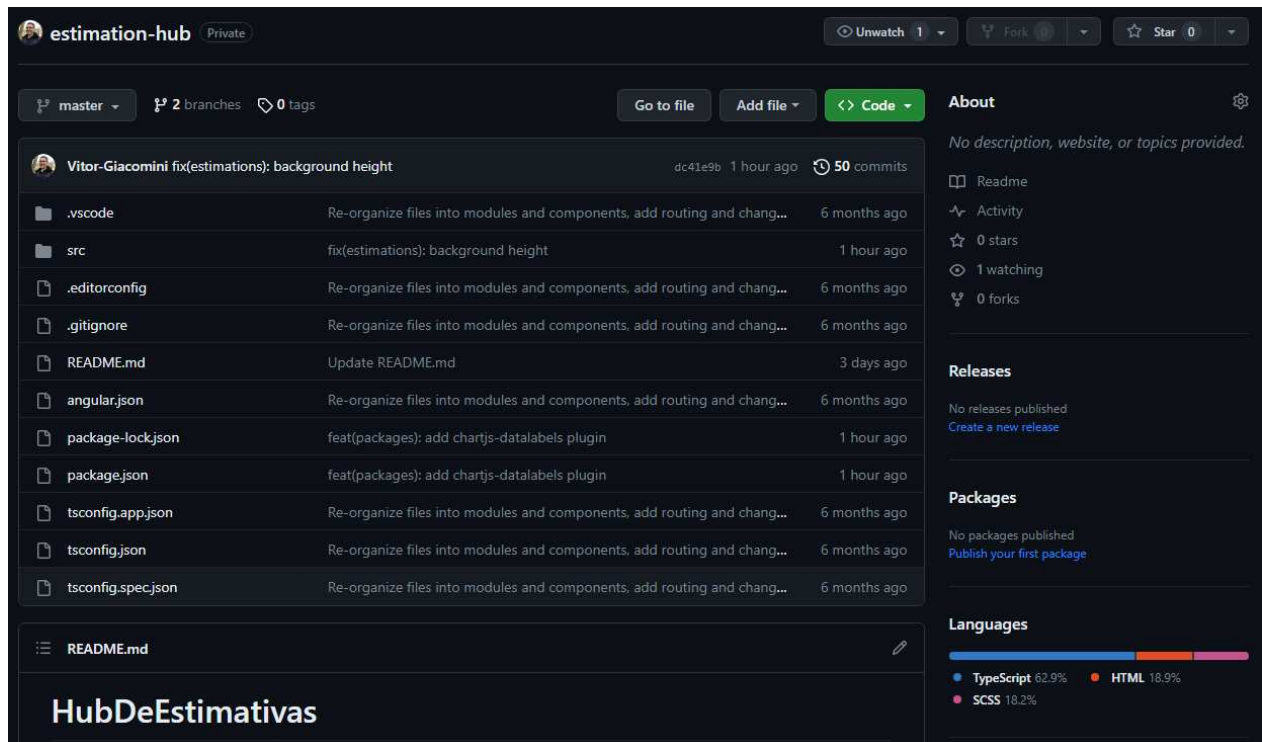 estimation-hub Private Unwatch 1 Fork 0 Star 0
master 2 branches 0 tags Go to file Add file <> Code
Vitor-Giacomini fix(estimations): background height dc41e9b 1 hour ago 50 commits
.vscode Re-organize files into modules and components, add routing and chang... 6 months ago
src fix(estimations): background height 1 hour ago
.editorconfig Re-organize files into modules and components, add routing and chang... 6 months ago
.gitignore Re-organize files into modules and components, add routing and chang... 6 months ago
README.md Update README.md 3 days ago
angular.json Re-organize files into modules and components, add routing and chang... 6 months ago
package-lock.json feat(packages): add chartjs-datalabels plugin 1 hour ago
package.json feat(packages): add chartjs-datalabels plugin 1 hour ago
tsconfig.app.json Re-organize files into modules and components, add routing and chang... 6 months ago
tsconfig.json Re-organize files into modules and components, add routing and chang... 6 months ago
tsconfig.spec.json Re-organize files into modules and components, add routing and chang... 6 months ago
README.md
HubDeEstimativas
About
No description, website, or topics provided.
Readme
Activity
0 stars
1 watching
0 forks
Releases
No releases published
Create a new release
Packages
No packages published
Publish your first package
Languages
TypeScript 62.9% HTML 18.9%
SCSS 18.2%